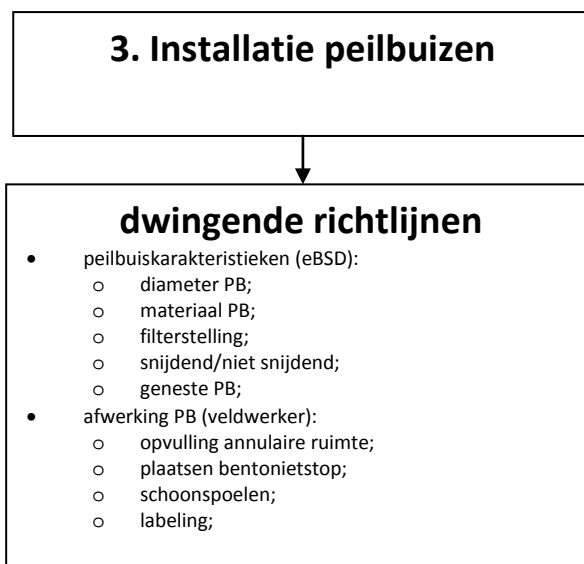 3. Installatie peilbuizen
dwingende richtlijnen
• peilbuiskarakteristieken (eBSD):
o diameter PB;
o materiaal PB;
o filterstelling;
o snijdend/niet snijdend;
o geneste PB;
• afwerking PB (veldwerker):
o opvulling annulaire ruimte;
o plaatsen bentonietstop;
o schoonspoelen;
o labeling;